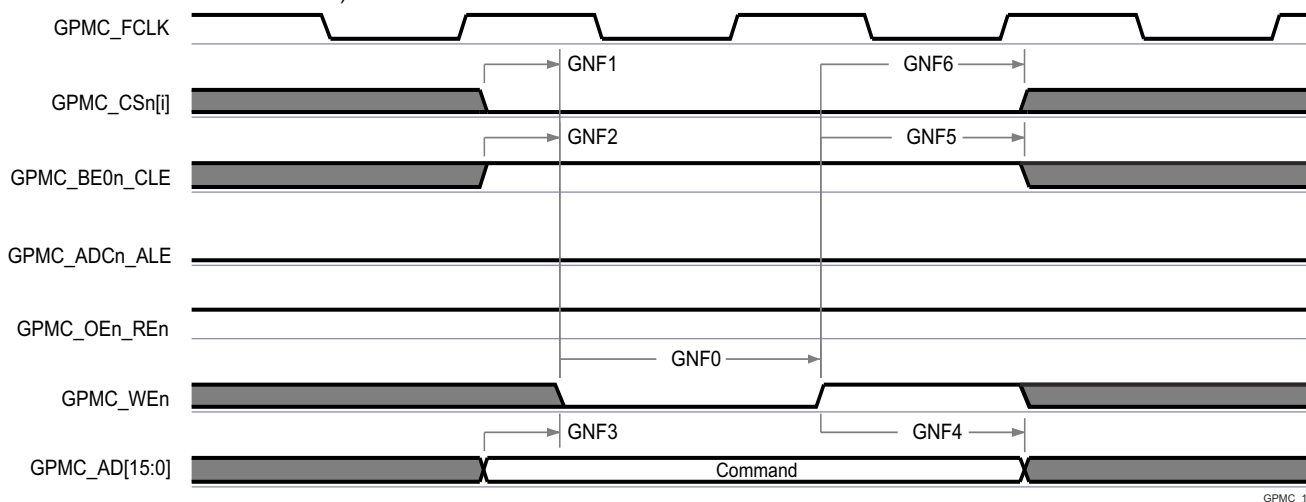 GPMC_FCLK
GNF1
GNF6
GPMC_CSn[i]
GNF2
GNF5
GPMC_BE0n_CLE
GPMC_ADCn_ALE
GPMC_OEn_REn
GNF0
GPMC_WEn
GNF3
GNF4
GPMC_AD[15:0]
Command